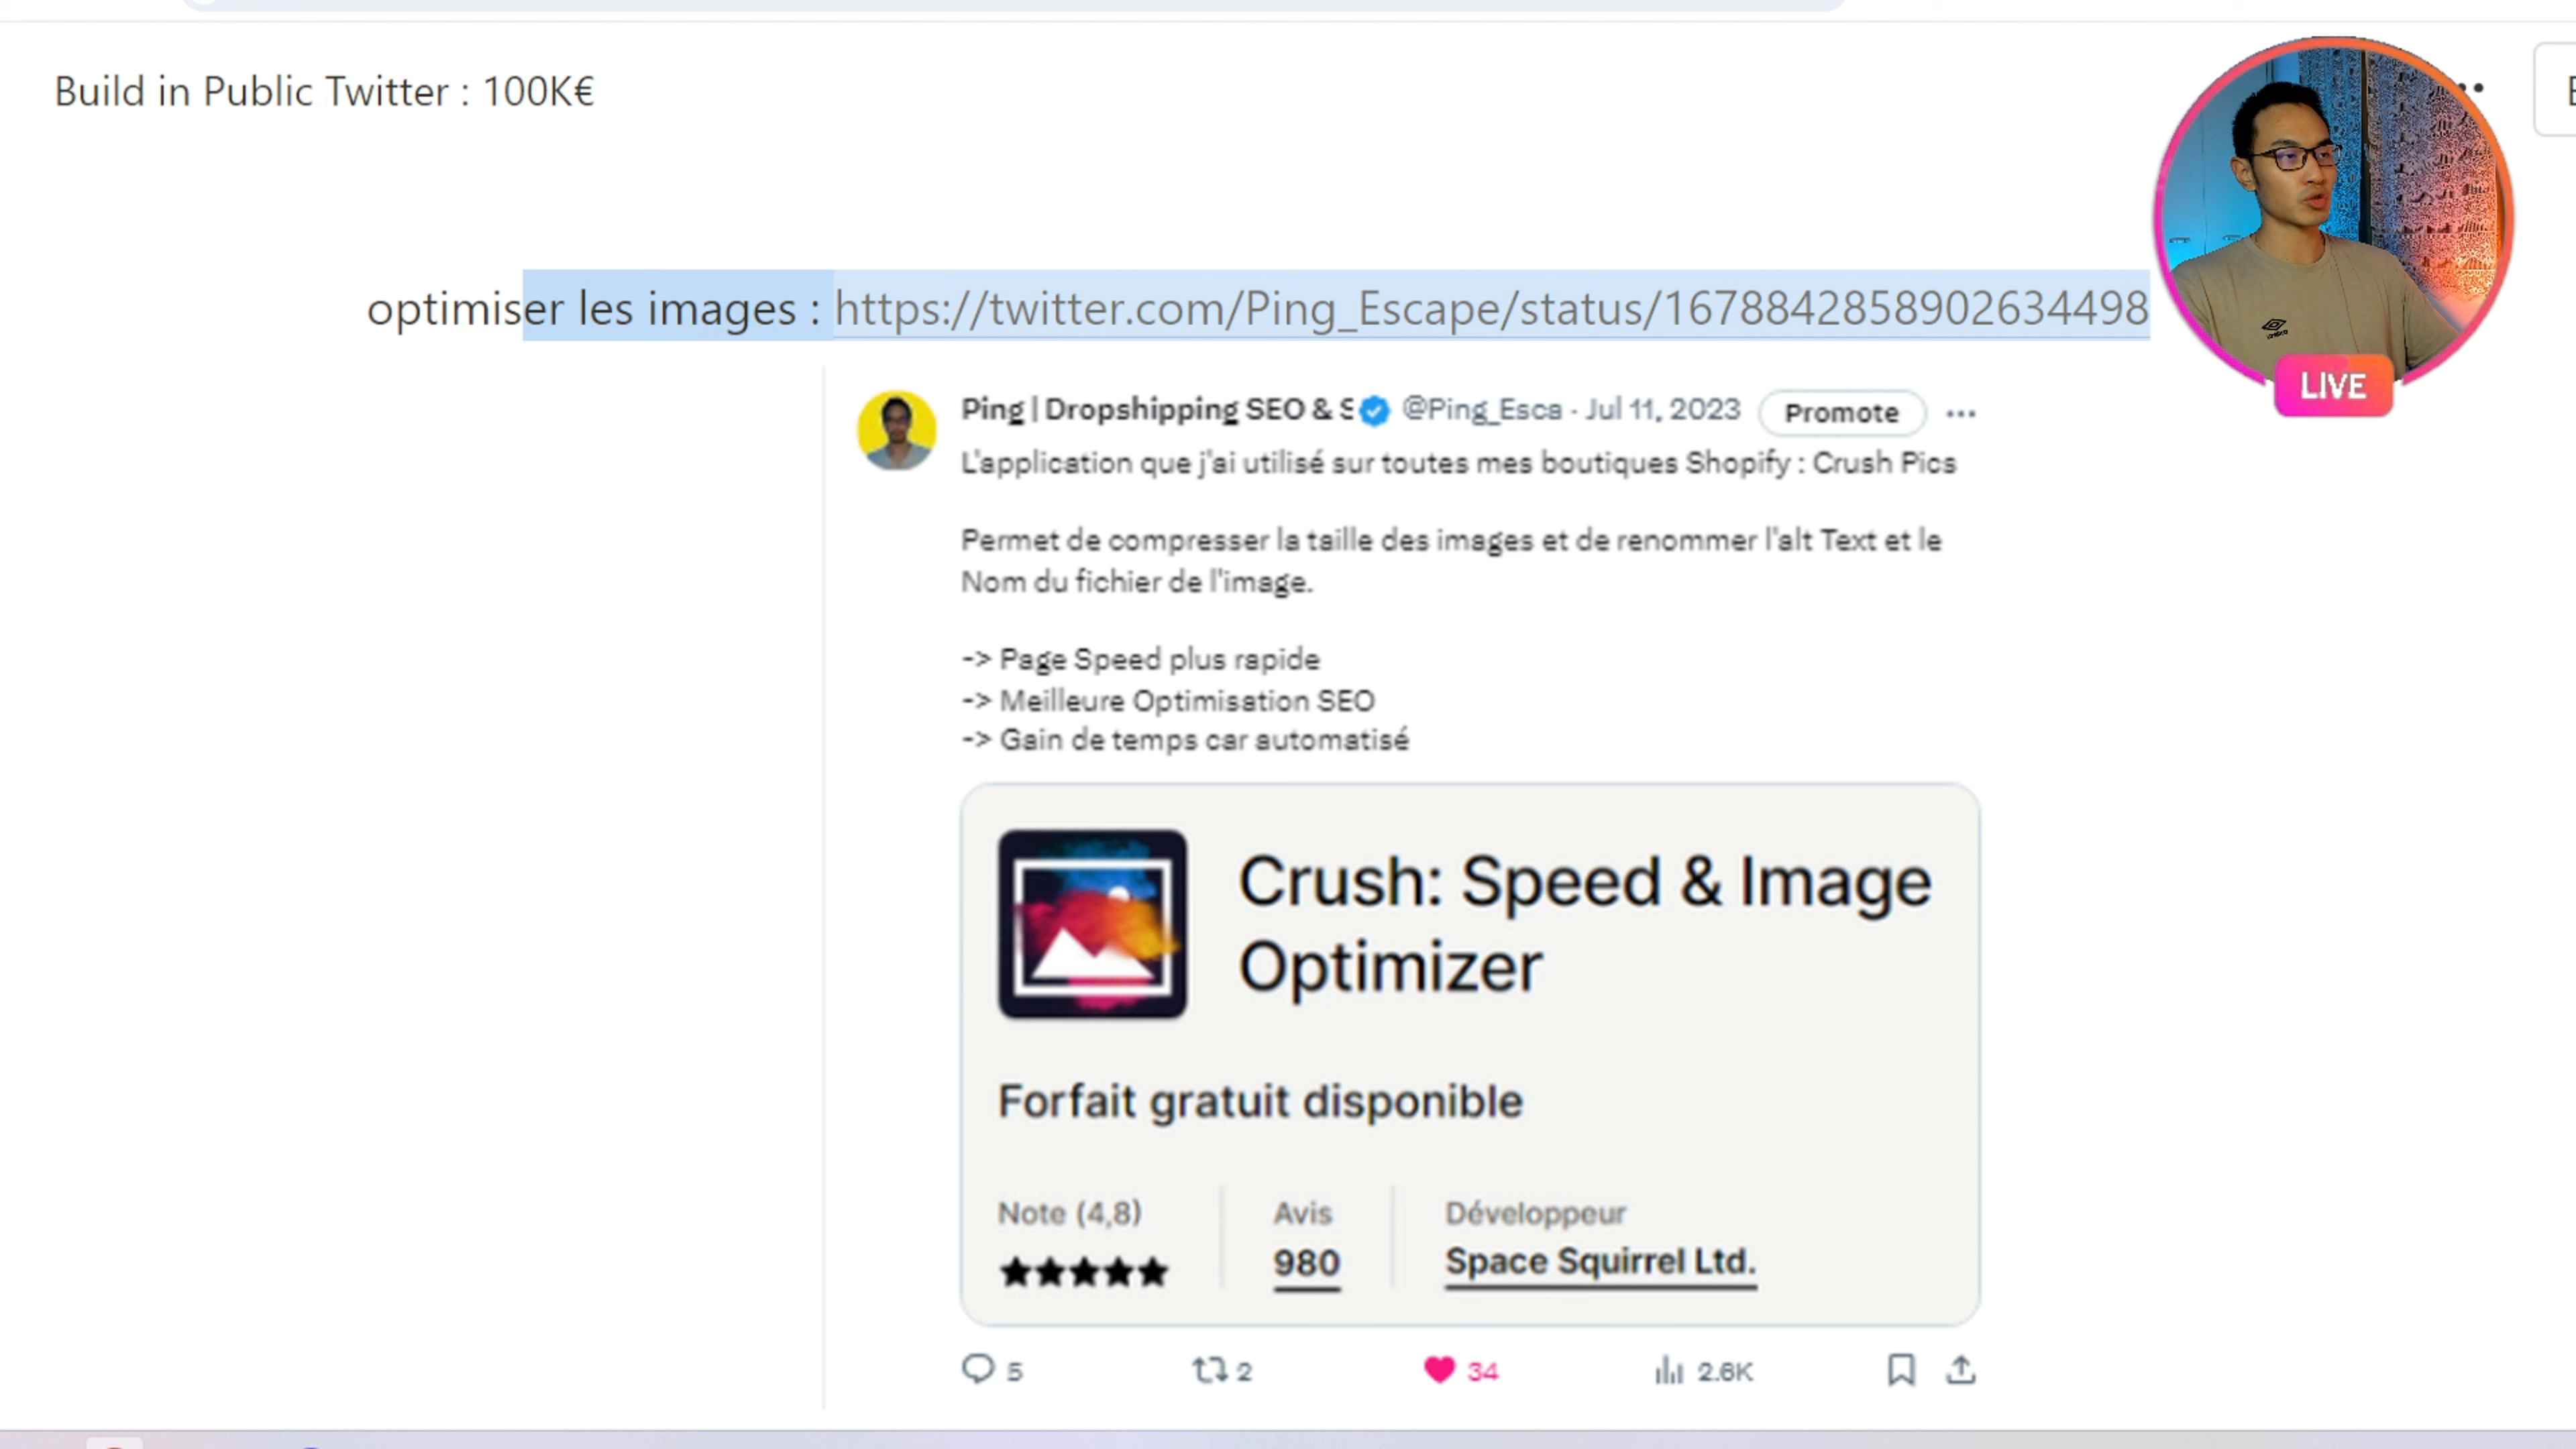 Build in Public Twitter : 100K€
optimiser les images : https://twitter.com/Ping_Escape/status/1678842858902634498
LIVE
Ping | Dropshipping SEO & S @Ping_Esca · Jul 11, 2023 Promote
L'application que j'ai utilisé sur toutes mes boutiques Shopify : Crush Pics
Permet de compresser la taille des images et de renommer l'alt Text et le
Nom du fichier de l'image.
-> Page Speed plus rapide
-> Meilleure Optimisation SEO
-> Gain de temps car automatisé
Crush: Speed & Image
Optimizer
Forfait gratuit disponible
Note (4,8) Avis Développeur
980 Space Squirrel Ltd.
5 2 34 2.6K